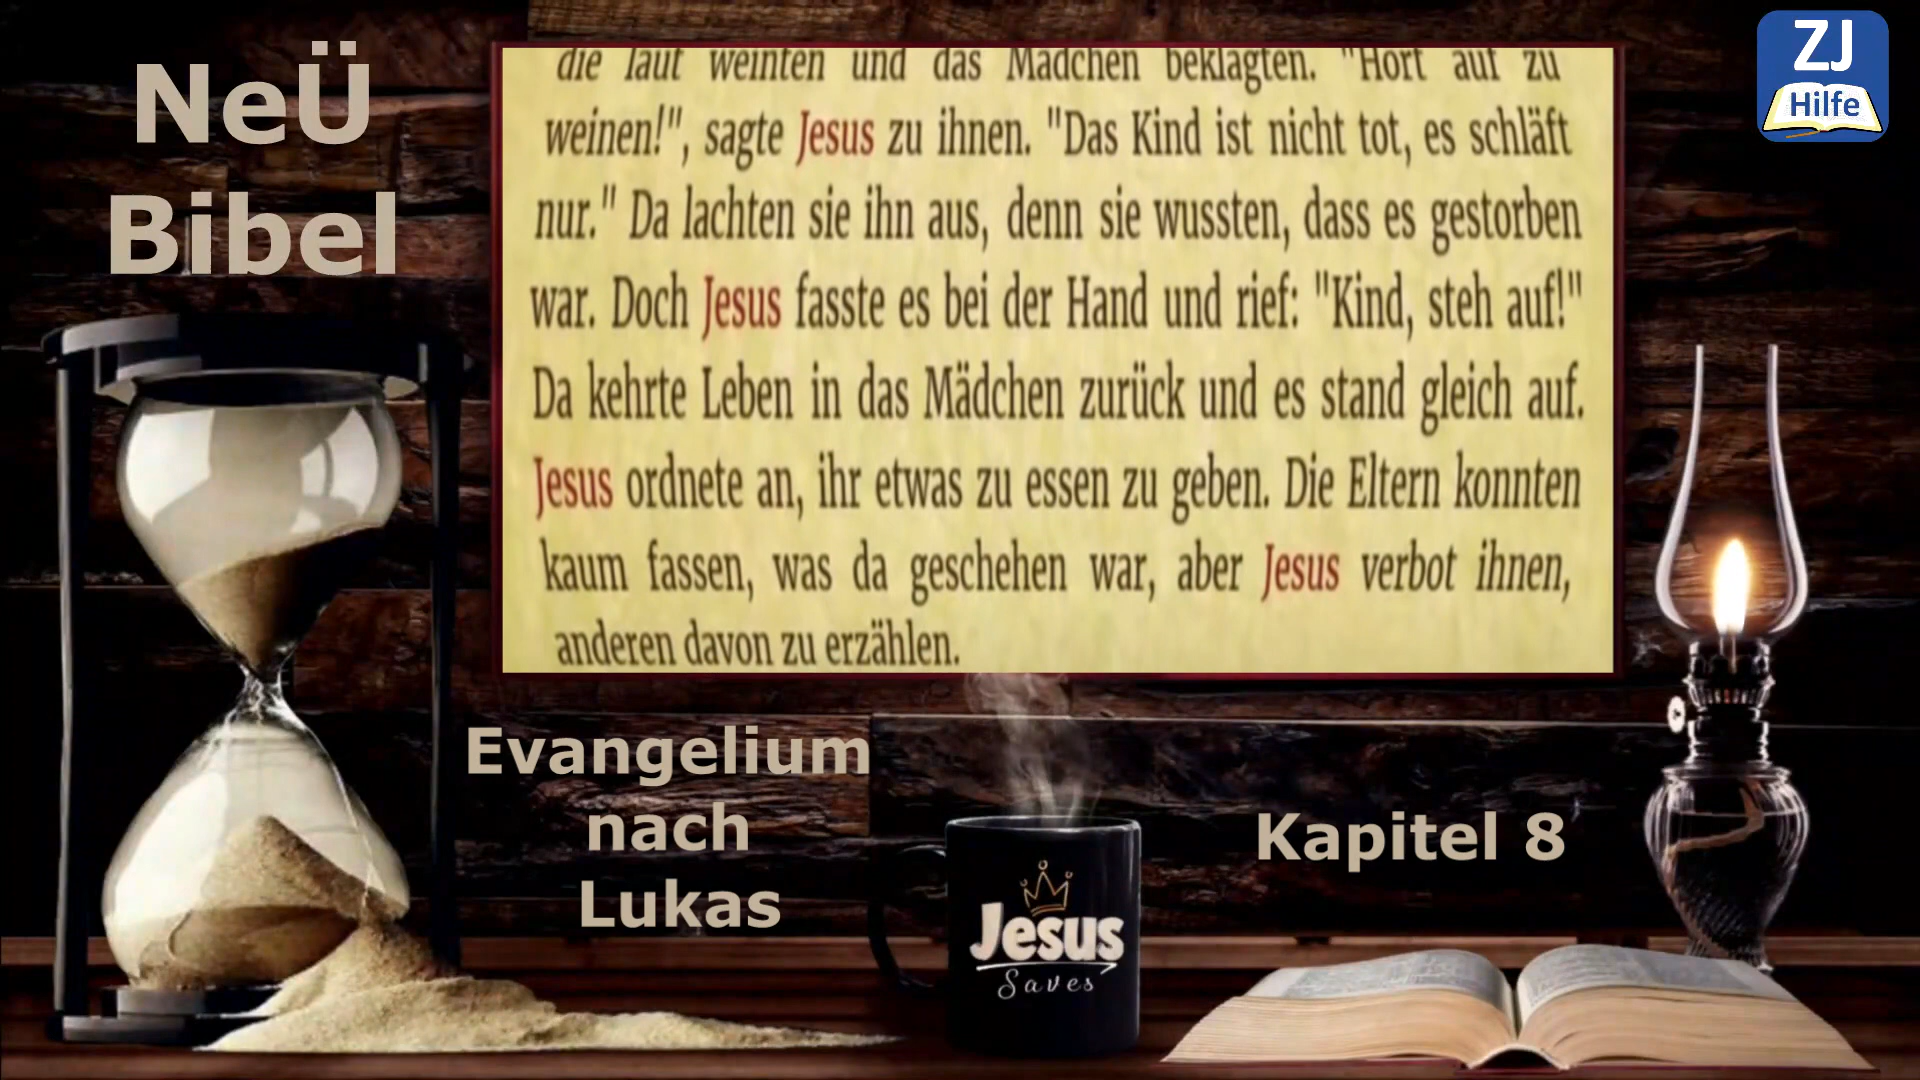 NeÜ
Bibel
die laut weinten und das Mädchen beklagten. "Hört auf zu
weinen!", sagte Jesus zu ihnen. "Das Kind ist nicht tot, es schläft
nur." Da lachten sie ihn aus, denn sie wussten, dass es gestorben
war. Doch Jesus fasste es bei der Hand und rief: "Kind, steh auf!"
Da kehrte Leben in das Mädchen zurück und es stand gleich auf.
Jesus ordnete an, ihr etwas zu essen zu geben. Die Eltern konnten
kaum fassen, was da geschehen war, aber Jesus verbot ihnen,
anderen davon zu erzählen.
ZJ
Hilfe
Evangelium
nach
Lukas
Kapitel 8
Jesus
Saves